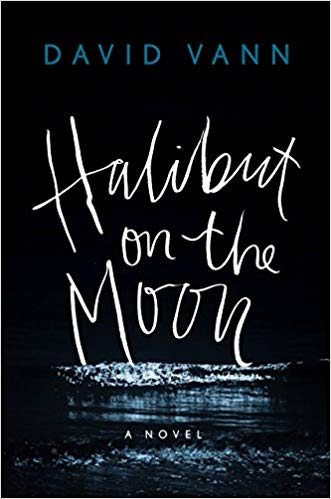 DAVID VANN
Halibut
on the
Moon
A NOVEL